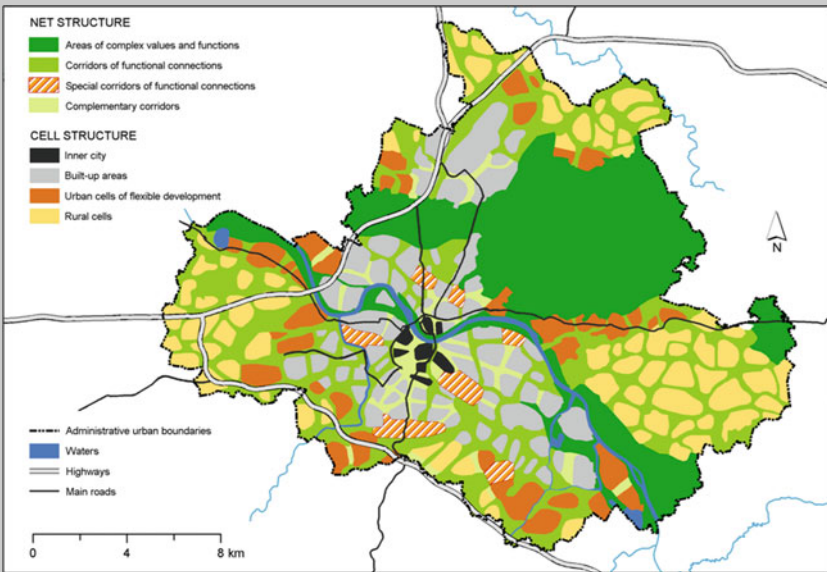 NET STRUCTURE
Areas of complex values and functions
Corridors of functional connections
Special corridors of functional connections
Complementary corridors
CELL STRUCTURE
Inner city
Built-up areas
Urban cells of flexible development
Rural cells
N
Administrative urban boundaries
Waters
Highways
Main roads
0 4 8 km